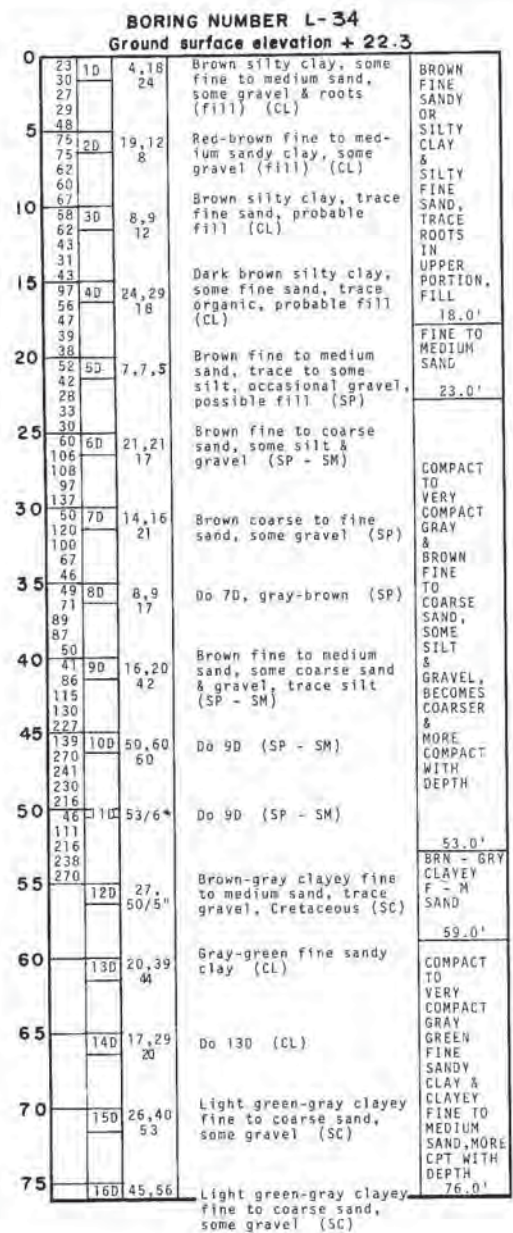 BORING NUMBER L-34
Ground surface elevation + 22.3
0
5
10
15
20
25
30
35
40
45
50
55
60
65
70
75
23
30
27
29
48
75
75
62
60
67
58
62
43
31
43
97
56
47
39
38
52
42
28
33
30
60
106
108
97
137
50
120
100
67
46
49
71
89
87
50
41
86
115
130
227
139
270
241
230
216
46
111
216
238
270
1D
2D
3D
4D
5D
6D
7D
8D
9D
10D
11D
12D
13D
14D
15D
16D
4,18
24
19,12
8
8,9
12
24,29
18
7,7,5
21,21
17
14,16
21
8,9
17
16,20
42
50,60
60
53/6"
27,
50/5"
20,39
44
17,29
20
26,40
53
45,56
Brown silty clay, some
fine to medium sand,
some gravel & roots
(fill) (CL)
Red-brown fine to med-
ium sandy clay, some
gravel (fill) (CL)
Brown silty clay, trace
fine sand, probable
fill (CL)
Dark brown silty clay,
some fine sand, trace
organic, probable fill
(CL)
Brown fine to medium
sand, trace to some
silt, occasional gravel,
possible fill (SP)
Brown fine to coarse
sand, some silt &
gravel (SP - SM)
Brown coarse to fine
sand, some gravel (SP)
Do 7D, gray-brown (SP)
Brown fine to medium
sand, some coarse sand
& gravel, trace silt
(SP - SM)
Do 9D (SP - SM)
Do 9D (SP - SM)
Brown-gray clayey fine
to medium sand, trace
gravel, Cretaceous (SC)
Gray-green fine sandy
clay (CL)
Do 13D (CL)
Light green-gray clayey
fine to coarse sand,
some gravel (SC)
Light green-gray clayey
fine to coarse sand,
some gravel (SC)
BROWN
FINE
SANDY
OR
SILTY
CLAY
&
SILTY
FINE
SAND,
TRACE
ROOTS
IN
UPPER
PORTION,
FILL
18.0'
FINE TO
MEDIUM
SAND
23.0'
COMPACT
TO
VERY
COMPACT
GRAY
&
BROWN
FINE
TO
COARSE
SAND,
SOME
SILT
&
GRAVEL,
BECOMES
COARSER
&
MORE
COMPACT
WITH
DEPTH
53.0'
BRN - GRY
CLAYEY
F - M
SAND
59.0'
COMPACT
TO
VERY
COMPACT
GRAY
GREEN
FINE
SANDY
CLAY &
CLAYEY
FINE TO
MEDIUM
SAND,MORE
CPT WITH
DEPTH
76.0'